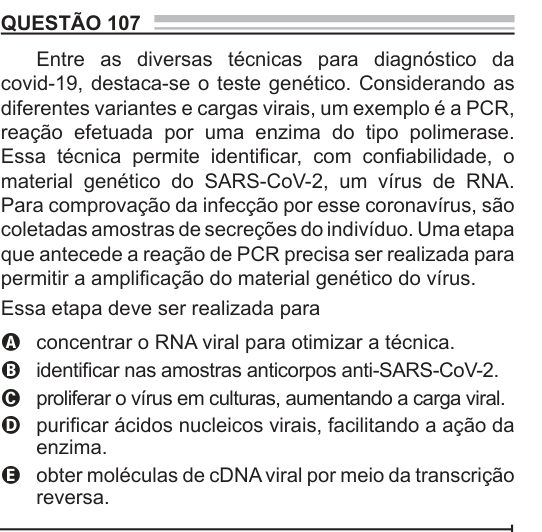 QUESTÃO 107
Entre as diversas técnicas para diagnóstico da
covid-19, destaca-se o teste genético. Considerando as
diferentes variantes e cargas virais, um exemplo é a PCR,
reação efetuada por uma enzima do tipo polimerase.
Essa técnica permite identificar, com confiabilidade, o
material genético do SARS-CoV-2, um vírus de RNA.
Para comprovação da infecção por esse coronavírus, são
coletadas amostras de secreções do indivíduo. Uma etapa
que antecede a reação de PCR precisa ser realizada para
permitir a amplificação do material genético do vírus.
Essa etapa deve ser realizada para
A concentrar o RNA viral para otimizar a técnica.
B identificar nas amostras anticorpos anti-SARS-CoV-2.
C proliferar o vírus em culturas, aumentando a carga viral.
D purificar ácidos nucleicos virais, facilitando a ação da
enzima.
E obter moléculas de cDNA viral por meio da transcrição
reversa.